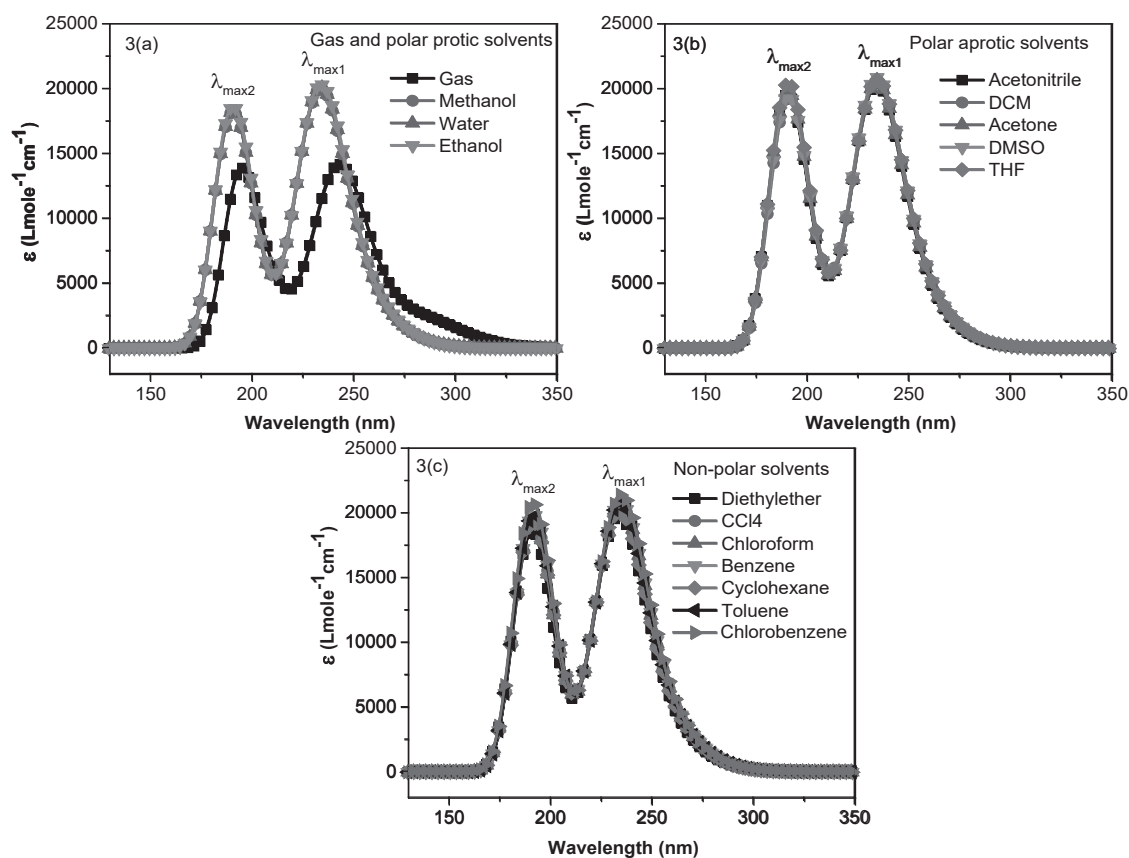 3(a)
Gas and polar protic solvents
λmax2
λmax1
Gas
Methanol
Water
Ethanol
25000
20000
15000
10000
5000
0
ε (Lmole⁻¹cm⁻¹)
150
200
250
300
350
Wavelength (nm)
3(b)
Polar aprotic solvents
λmax2
λmax1
Acetonitrile
DCM
Acetone
DMSO
THF
25000
20000
15000
10000
5000
0
ε (Lmole⁻¹cm⁻¹)
150
200
250
300
350
Wavelength (nm)
3(c)
Non-polar solvents
λmax2
λmax1
Diethylether
CCl4
Chloroform
Benzene
Cyclohexane
Toluene
Chlorobenzene
25000
20000
15000
10000
5000
0
ε (Lmole⁻¹cm⁻¹)
150
200
250
300
350
Wavelength (nm)